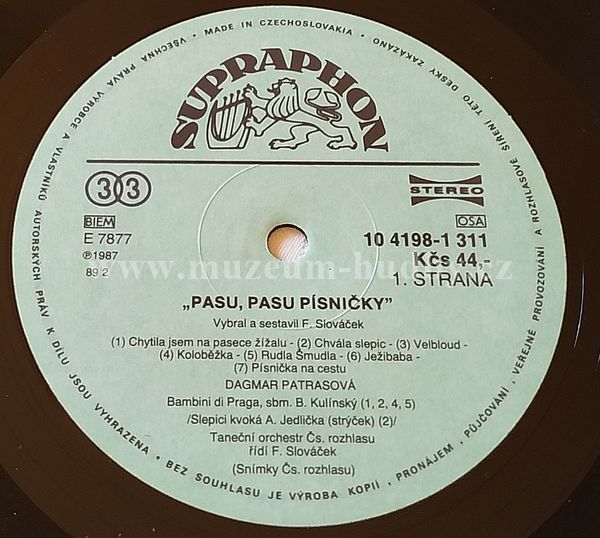 VŠECHNA PRÁVA VÝROBCE A VLASTNÍKŮ AUTORSKÝCH PRÁV K DÍLU JSOU VYHRAZENA • BEZ SOUHLASU JE VÝROBA KOPIÍ, PRONÁJEM, PŮJČOVÁNÍ, VEŘEJNÉ PROVOZOVÁNÍ A ROZHLASOVÉ ŠÍŘENÍ TÉTO DESKY ZAKÁZÁNO
• MADE IN CZECHOSLOVAKIA •
SUPRAPHON
33
STEREO
BIEM
OSA
E 7877
10 4198-1 311
Ⓟ1987
Kčs 44,-
89 2
1. STRANA
www.muzeum-hudby.cz
„PASU, PASU PÍSNIČKY”
Vybral a sestavil F. Slováček
(1) Chytila jsem na pasece žížalu - (2) Chvála slepic - (3) Velbloud -
(4) Koloběžka - (5) Rudla Šmudla - (6) Ježibaba -
(7) Písnička na cestu
DAGMAR PATRASOVÁ
Bambini di Praga, sbm. B. Kulínský (1, 2, 4, 5)
/Slepici kvoká A. Jedlička (strýček) (2)/
Taneční orchestr Čs. rozhlasu
řídí F. Slováček
(Snímky Čs. rozhlasu)